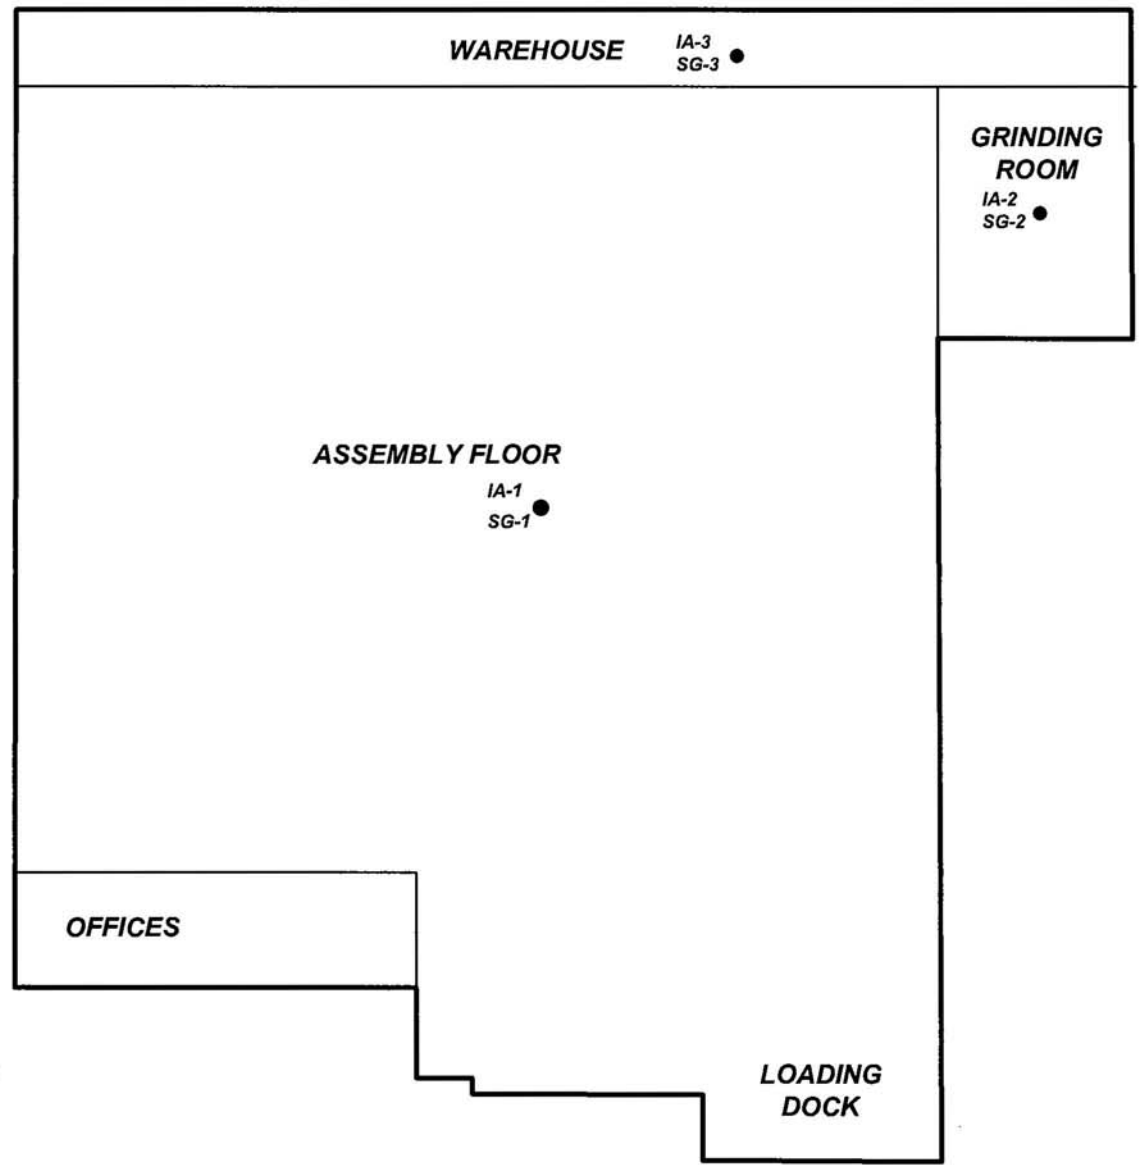 WAREHOUSE
IA-3
SG-3
GRINDING
ROOM
IA-2
SG-2
ASSEMBLY FLOOR
IA-1
SG-1
OFFICES
LOADING
DOCK